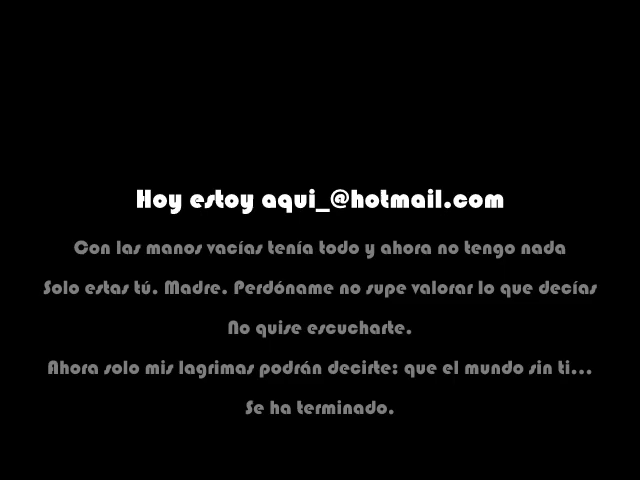 Hoy estoy aqui_@hotmail.com
Con las manos vacías tenía todo y ahora no tengo nada
Solo estas tú. Madre. Perdóname no supe valorar lo que decías
No quise escucharte.
Ahora solo mis lagrimas podrán decirte: que el mundo sin ti...
Se ha terminado.